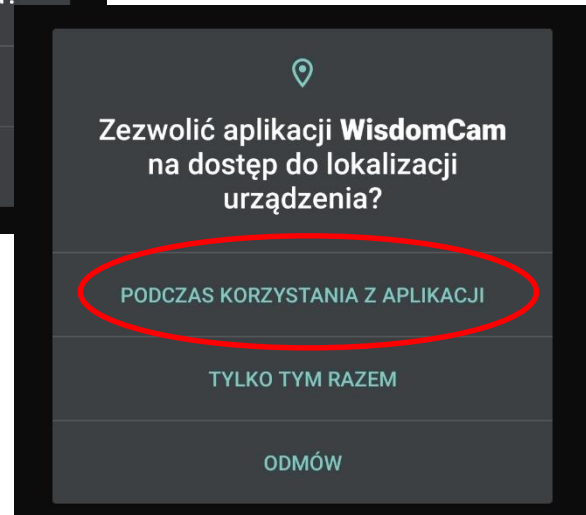 Zezwolić aplikacji WisdomCam
na dostęp do lokalizacji
urządzenia?
PODCZAS KORZYSTANIA Z APLIKACJI
TYLKO TYM RAZEM
ODMÓW